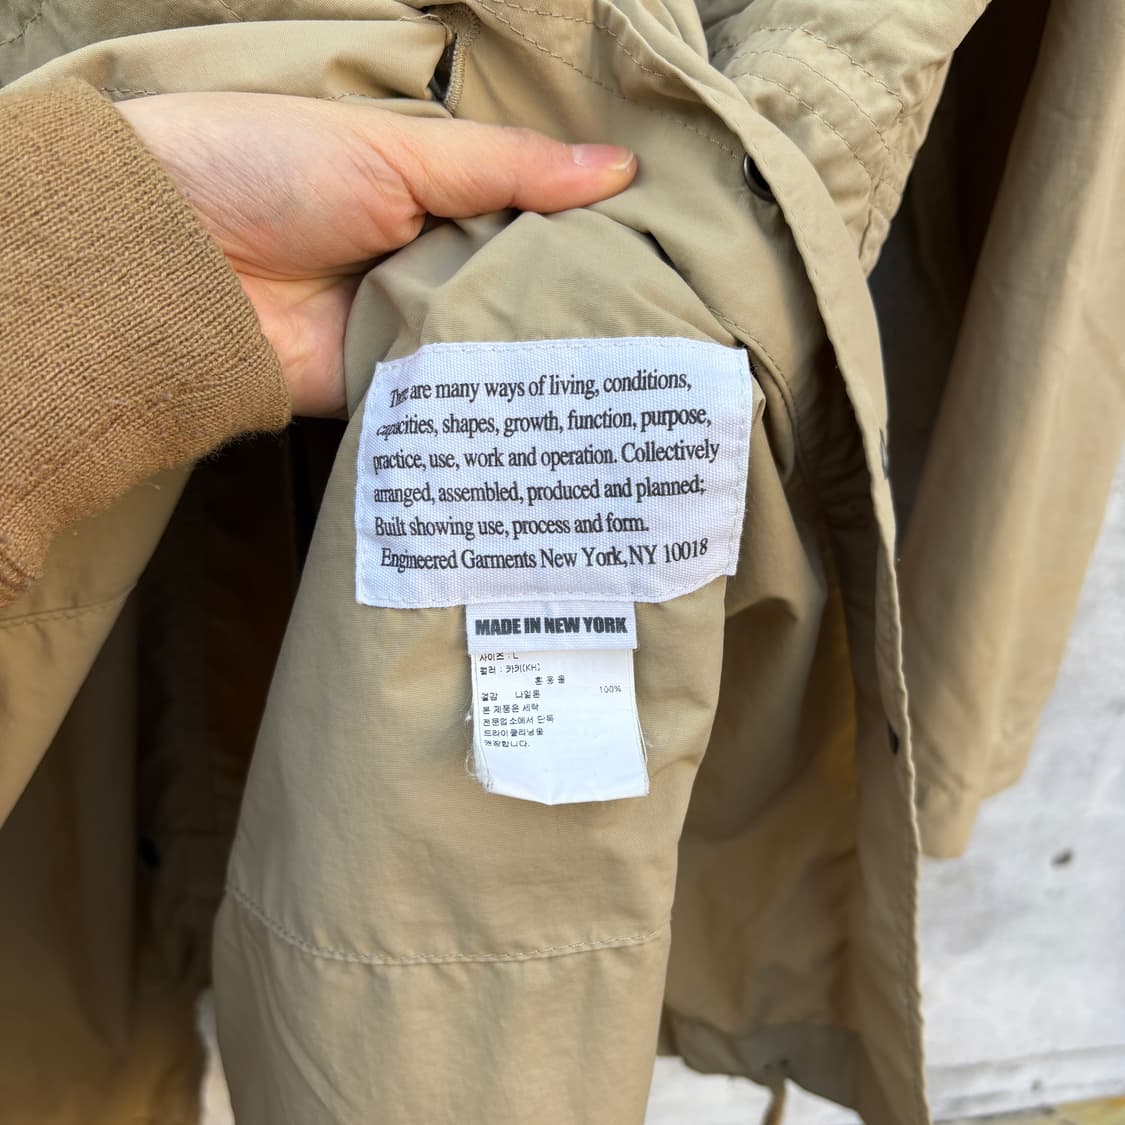 There are many ways of living, conditions,
capacities, shapes, growth, function, purpose,
practice, use, work and operation. Collectively
arranged, assembled, produced and planned;
Built showing use, process and form.
Engineered Garments New York, NY 10018
MADE IN NEW YORK
사이즈 : L
컬러 : 카키(KH)
혼 용 율
겉감 나일론 100%
본 제품은 세탁
전문업소에서 단독
드라이 클리닝을
권장합니다.